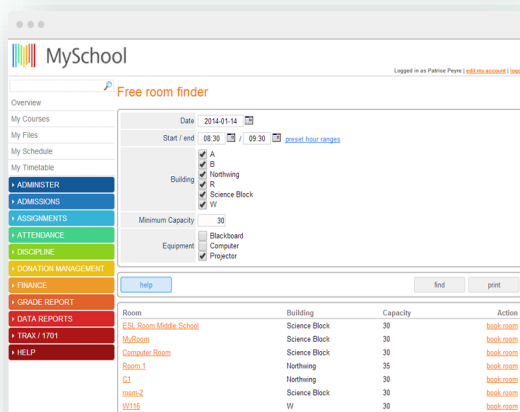 MySchool
Logged in as Patrice Peyre | edit my account |
Free room finder
Overview
My Courses
My Files
My Schedule
My Timetable
ADMINISTER
ADMISSIONS
ASSIGNMENTS
ATTENDANCE
DISCIPLINE
DONATION MANAGEMENT
FINANCE
GRADE REPORT
DATA REPORTS
TRAX / 1701
HELP
Date 2014-01-14
Start / end 08:30 / 09:30 preset hour ranges
Building
A
B
Northwing
R
Science Block
W
Minimum Capacity 30
Equipment
Blackboard
Computer
Projector
help find print
Room Building Capacity Action
ESL Room Middle School Science Block 30 book room
MyRoom Science Block 30 book room
Computer Room Science Block 30 book room
Room 1 Northwing 35 book room
C1 Northwing 30 book room
room-2 Science Block 30 book room
W116 W 30 book room